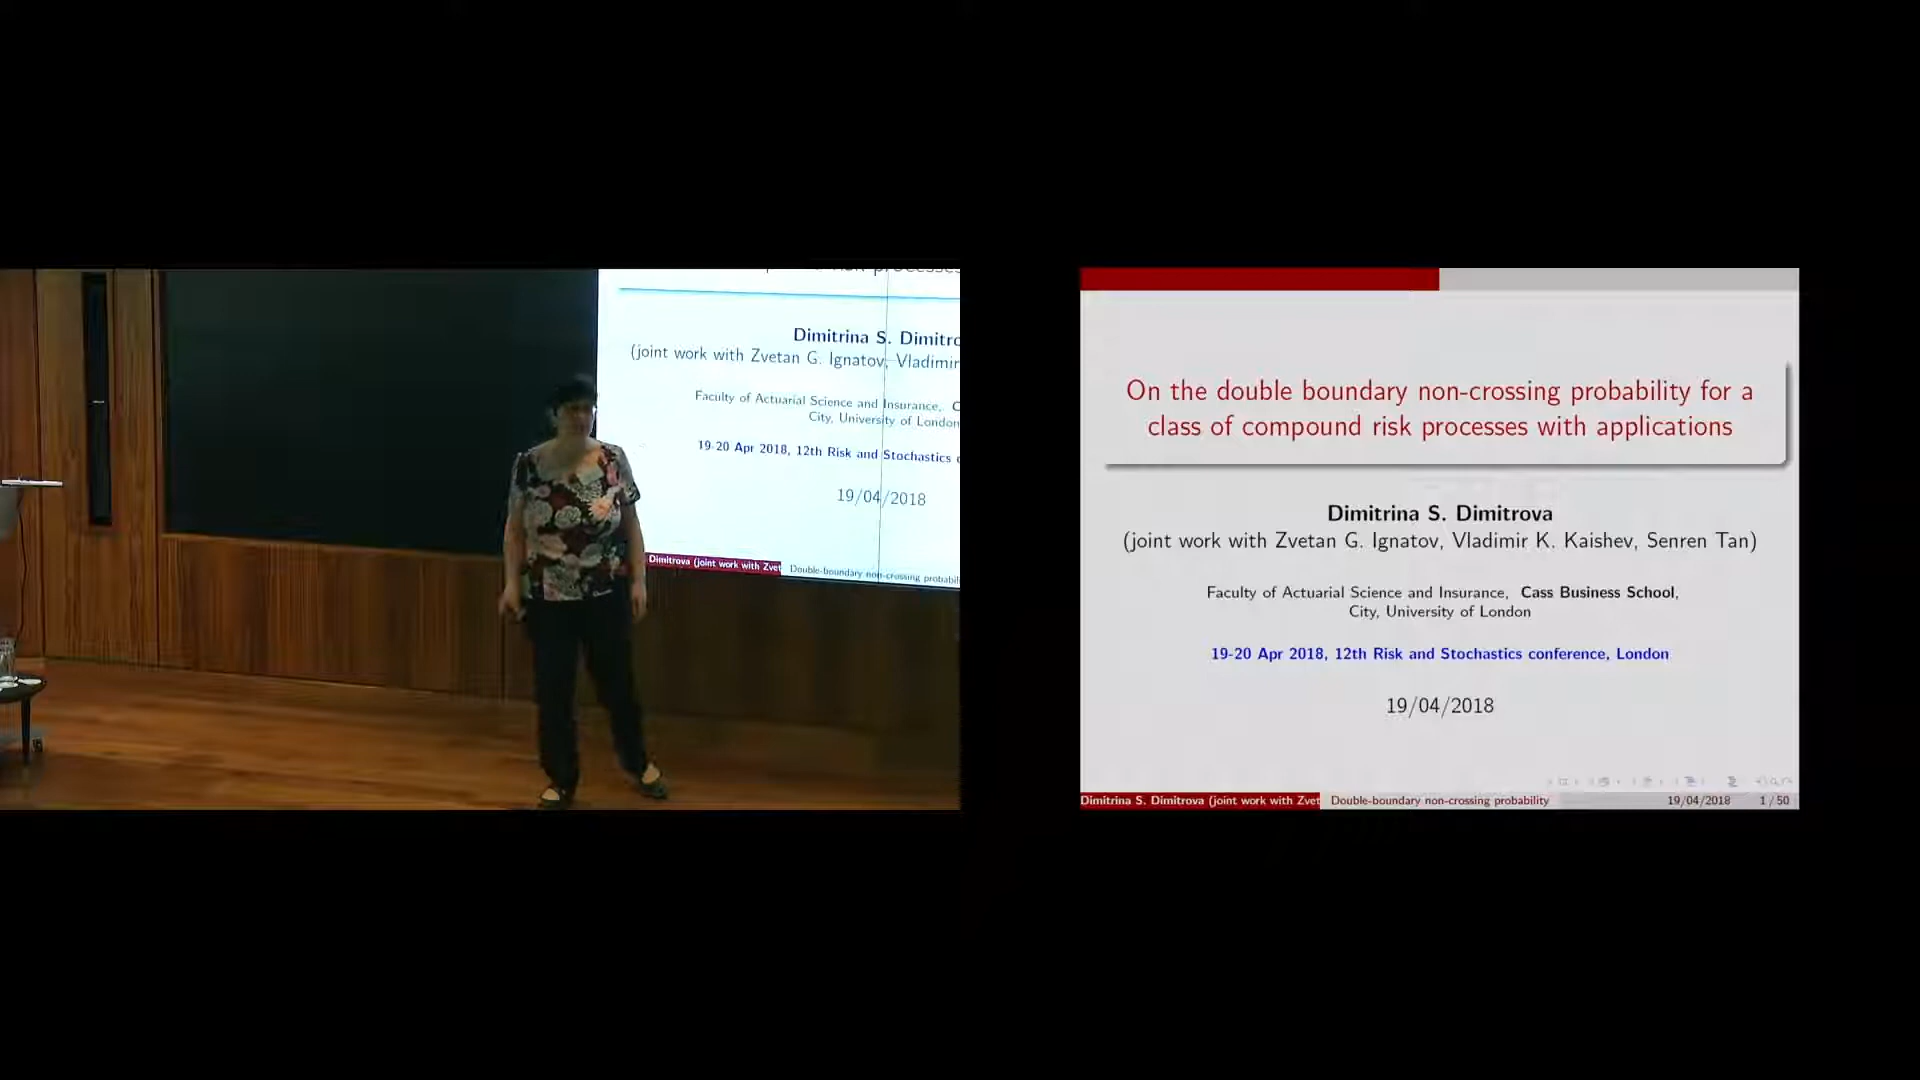 risk processes
Dimitrina S. Dimitro
(joint work with Zvetan G. Ignatov, Vladimir
Faculty of Actuarial Science and Insurance, C
City, University of London
19-20 Apr 2018, 12th Risk and Stochastics c
19/04/2018
Dimitrova (joint work with Zvet
Double-boundary non-crossing probabil
On the double boundary non-crossing probability for a
class of compound risk processes with applications
Dimitrina S. Dimitrova
(joint work with Zvetan G. Ignatov, Vladimir K. Kaishev, Senren Tan)
Faculty of Actuarial Science and Insurance, Cass Business School,
City, University of London
19-20 Apr 2018, 12th Risk and Stochastics conference, London
19/04/2018
Dimitrina S. Dimitrova (joint work with Zvet
Double-boundary non-crossing probability
19/04/2018
1 / 50